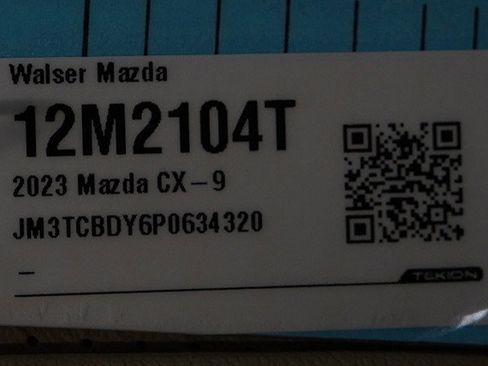 Walser Mazda
12M2104T
2023 Mazda CX-9
JM3TCBDY6P0634320
–
TEKION